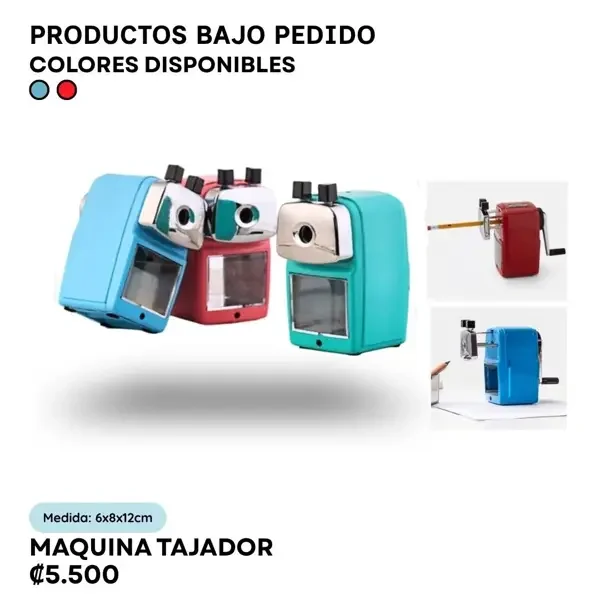 PRODUCTOS BAJO PEDIDO
COLORES DISPONIBLES
Medida: 6x8x12cm
MAQUINA TAJADOR
₡5.500